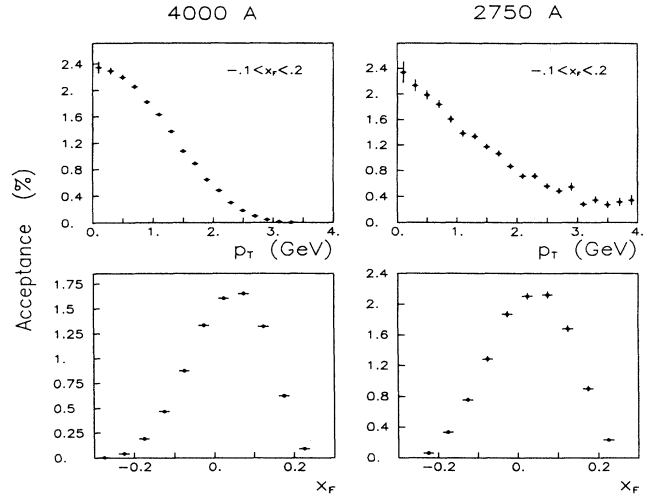 4000 A 2750 A
2.4
2.0
1.6
1.2
0.8
0.4
0.
-.1<x_F<.2
0. 1. 2. 3. 4.
p_T (GeV)
2.4
2.0
1.6
1.2
0.8
0.4
0.
-.1<x_F<.2
0. 1. 2. 3. 4.
p_T (GeV)
Acceptance (%)
1.75
1.5
1.25
1.
0.75
0.5
0.25
0.
-0.2 0. 0.2
x_F
2.4
2.
1.6
1.2
0.8
0.4
0.
-0.2 0. 0.2
x_F